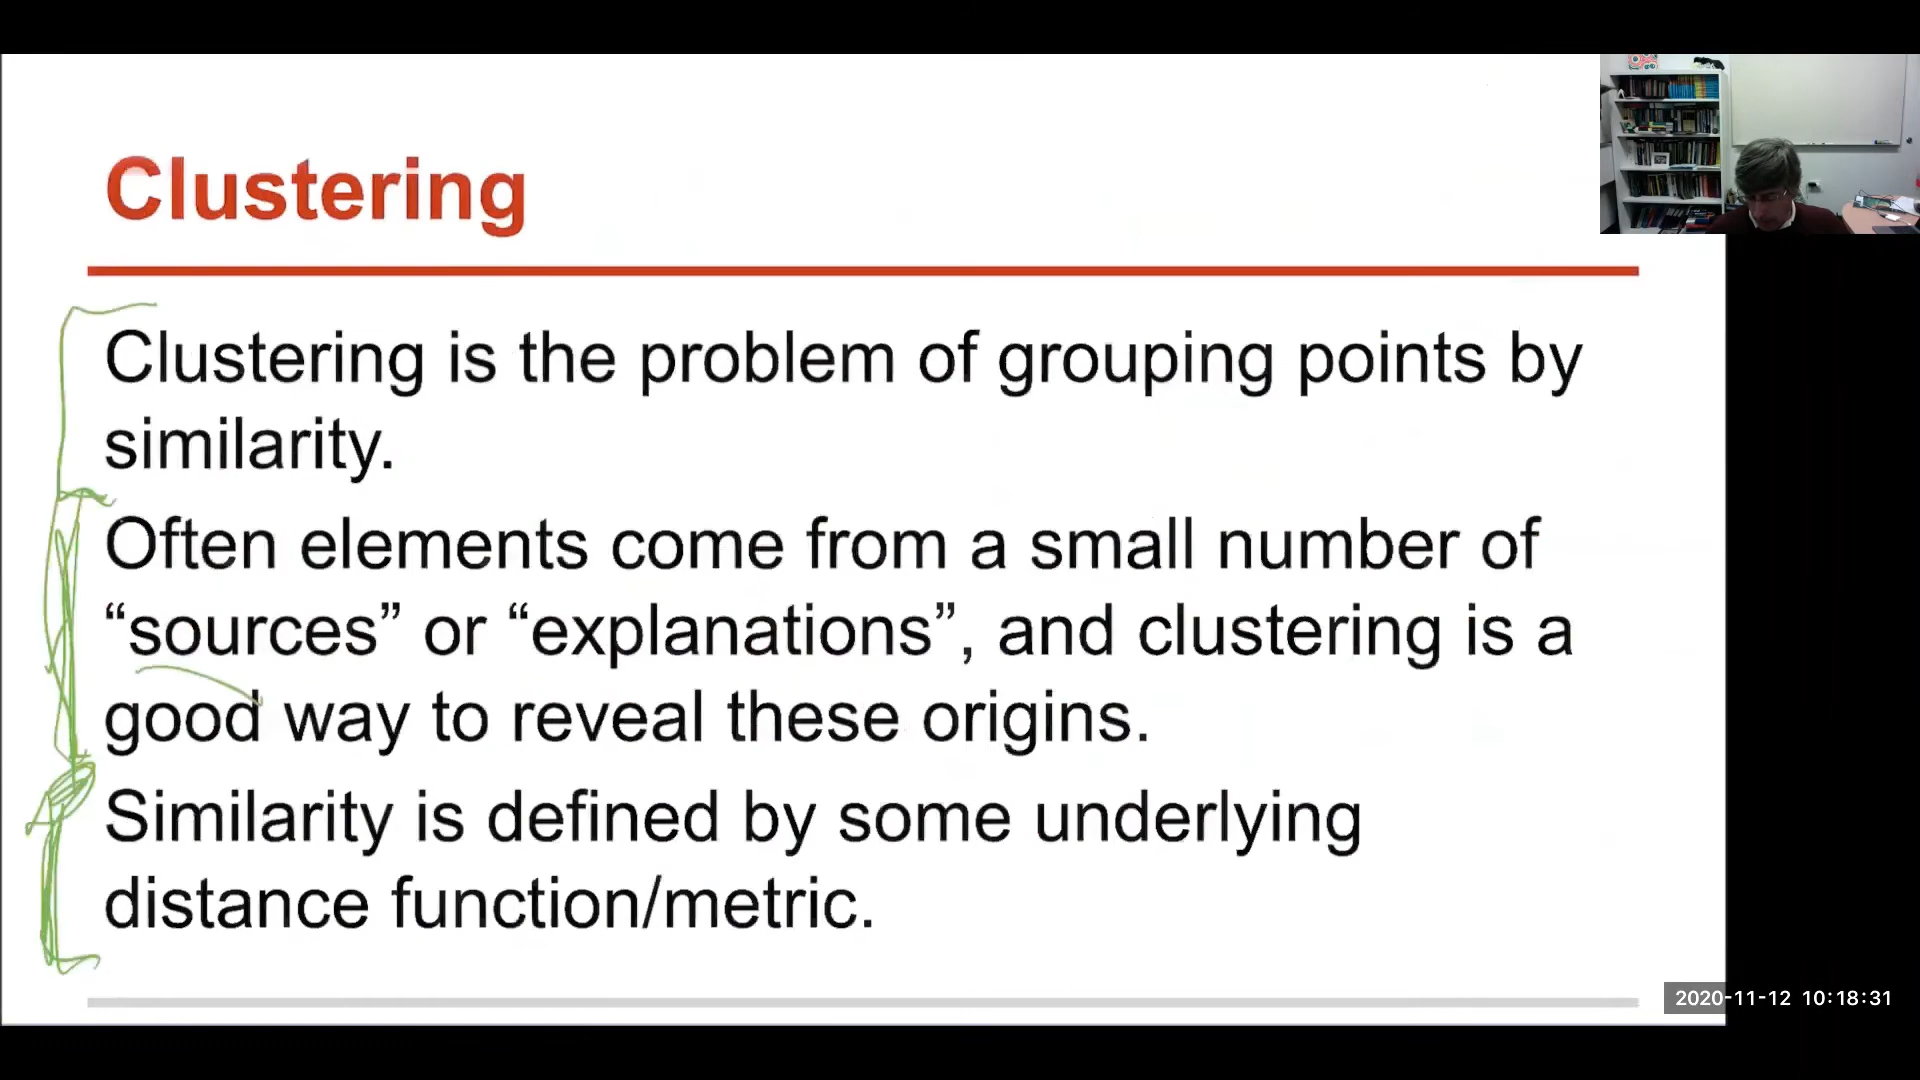 Clustering
Clustering is the problem of grouping points by
similarity.
Often elements come from a small number of
“sources” or “explanations”, and clustering is a
good way to reveal these origins.
Similarity is defined by some underlying
distance function/metric.
2020-11-12 10:18:31